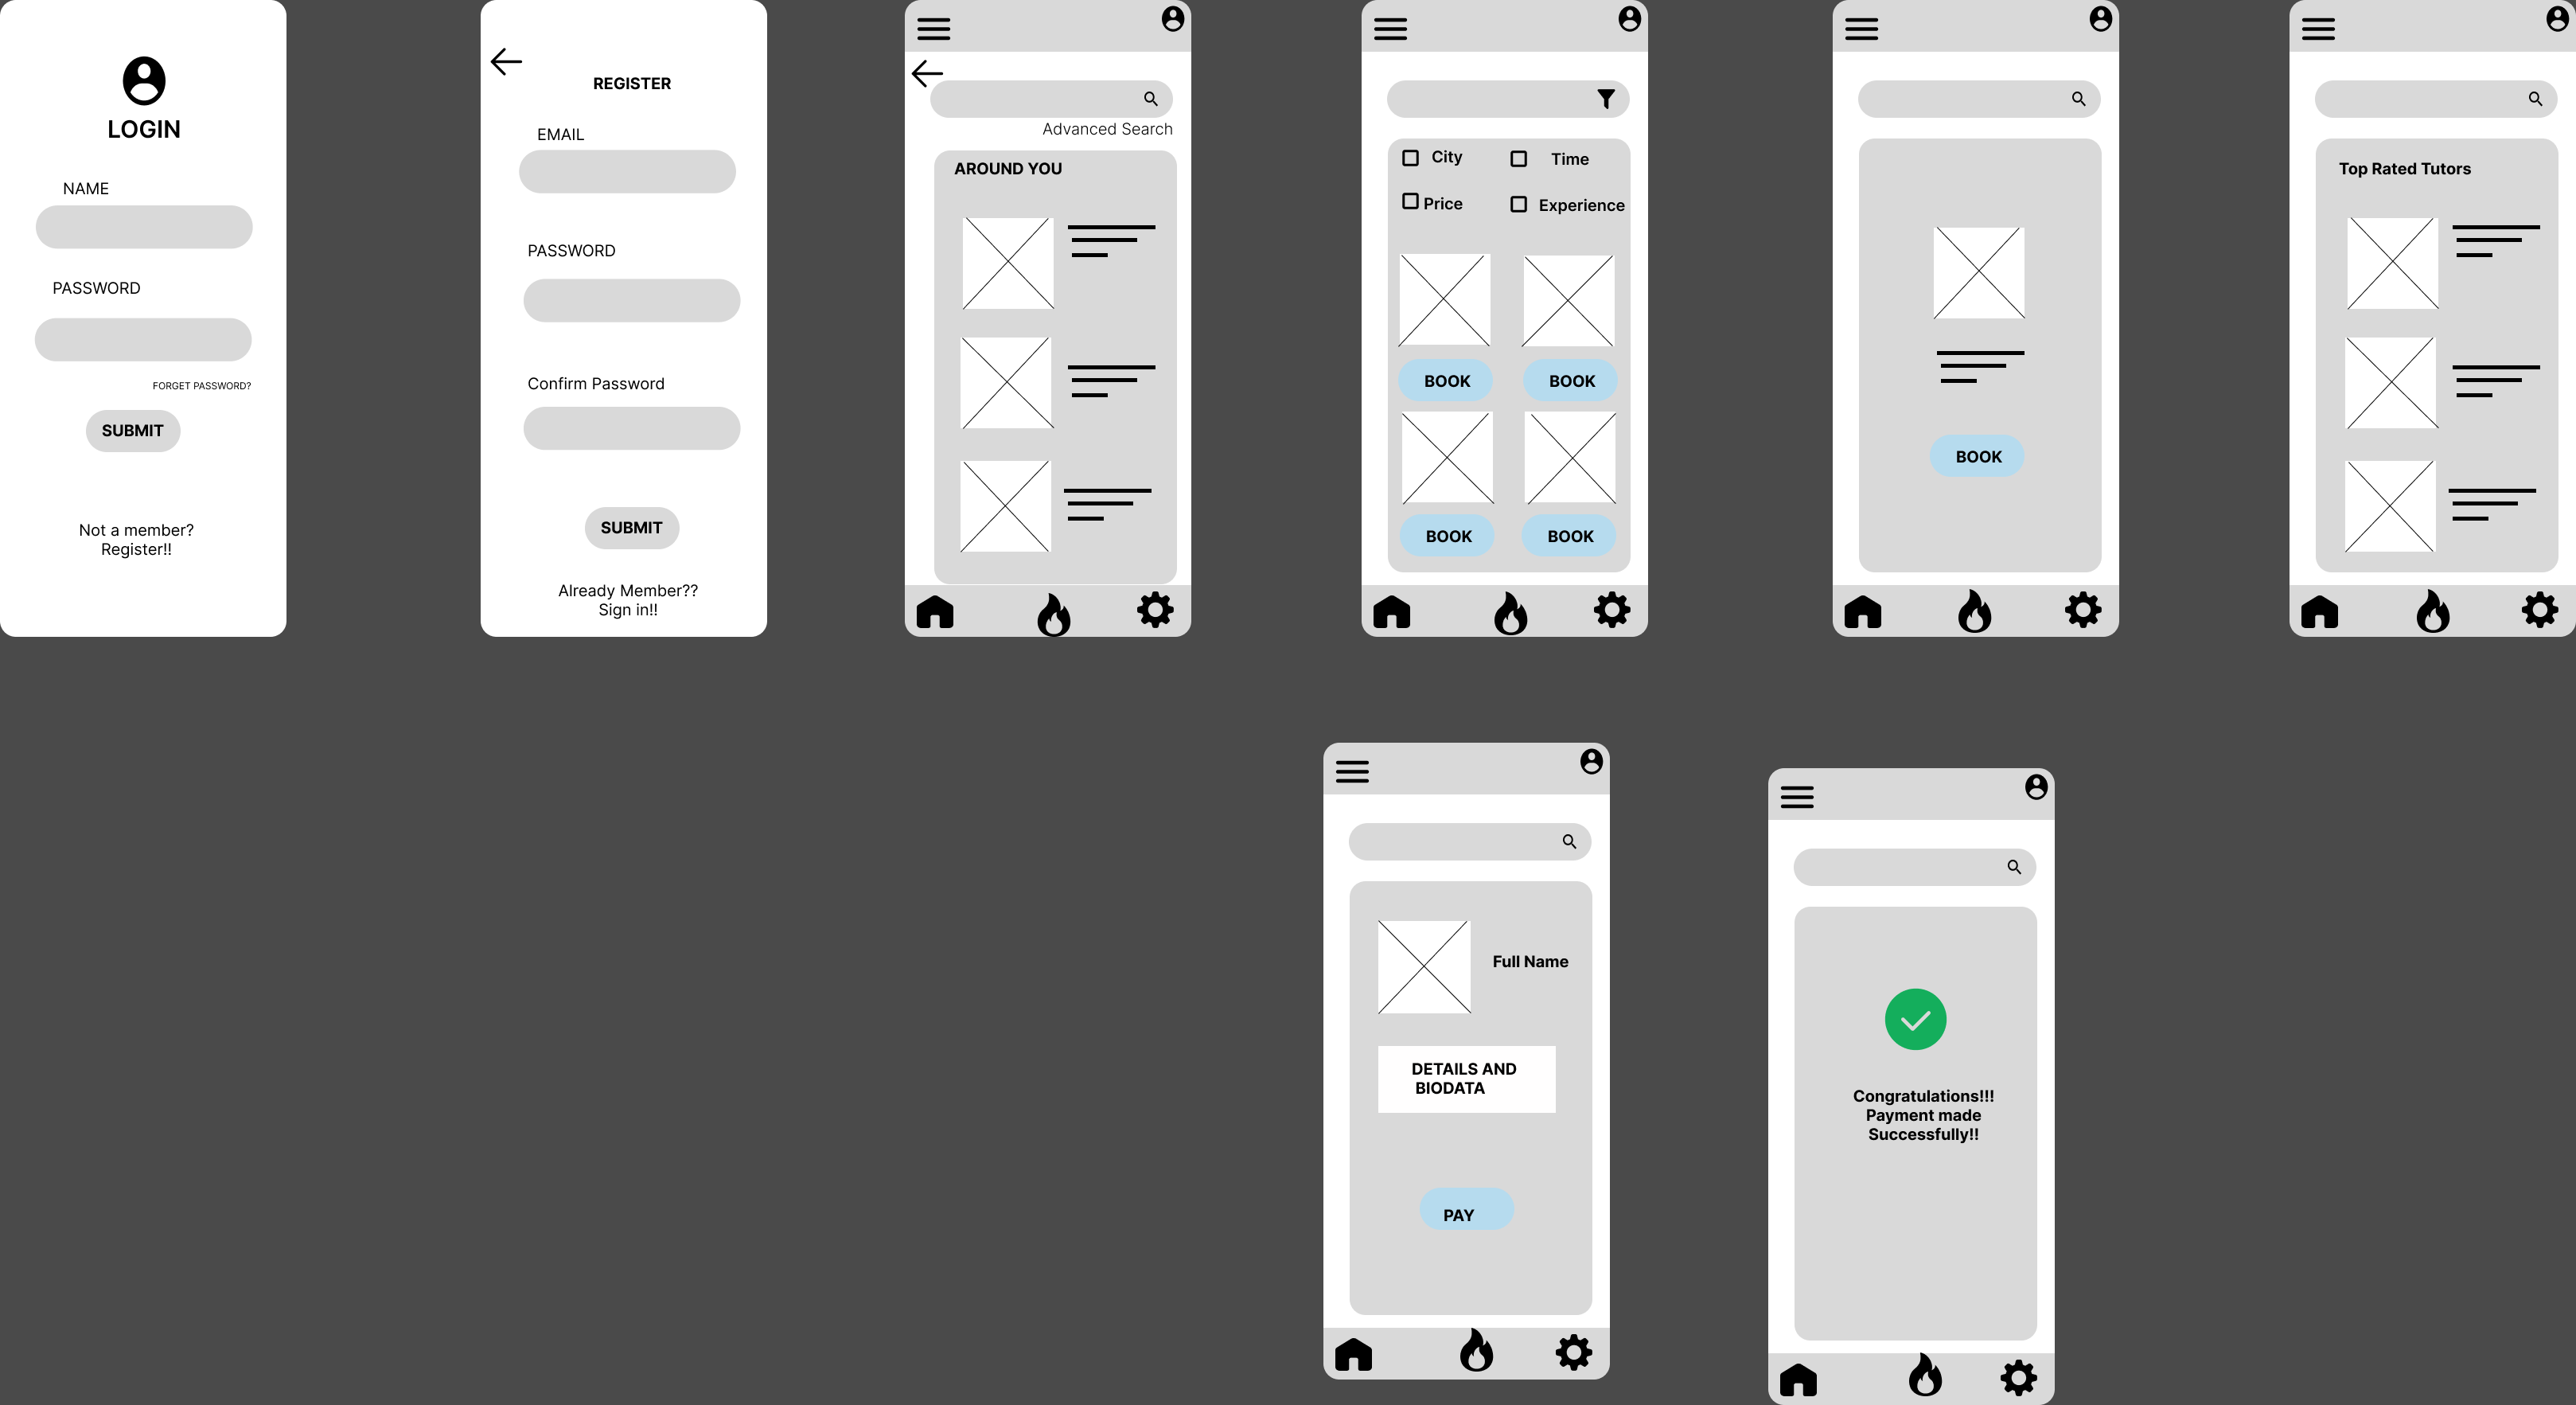 LOGIN
NAME
PASSWORD
FORGET PASSWORD?
SUBMIT
Not a member?
Register!!
REGISTER
EMAIL
PASSWORD
Confirm Password
SUBMIT
Already Member??
Sign in!!
Advanced Search
AROUND YOU
City
Time
Price
Experience
BOOK
BOOK
BOOK
BOOK
BOOK
Top Rated Tutors
Full Name
DETAILS AND
BIODATA
PAY
Congratulations!!!
Payment made
Successfully!!